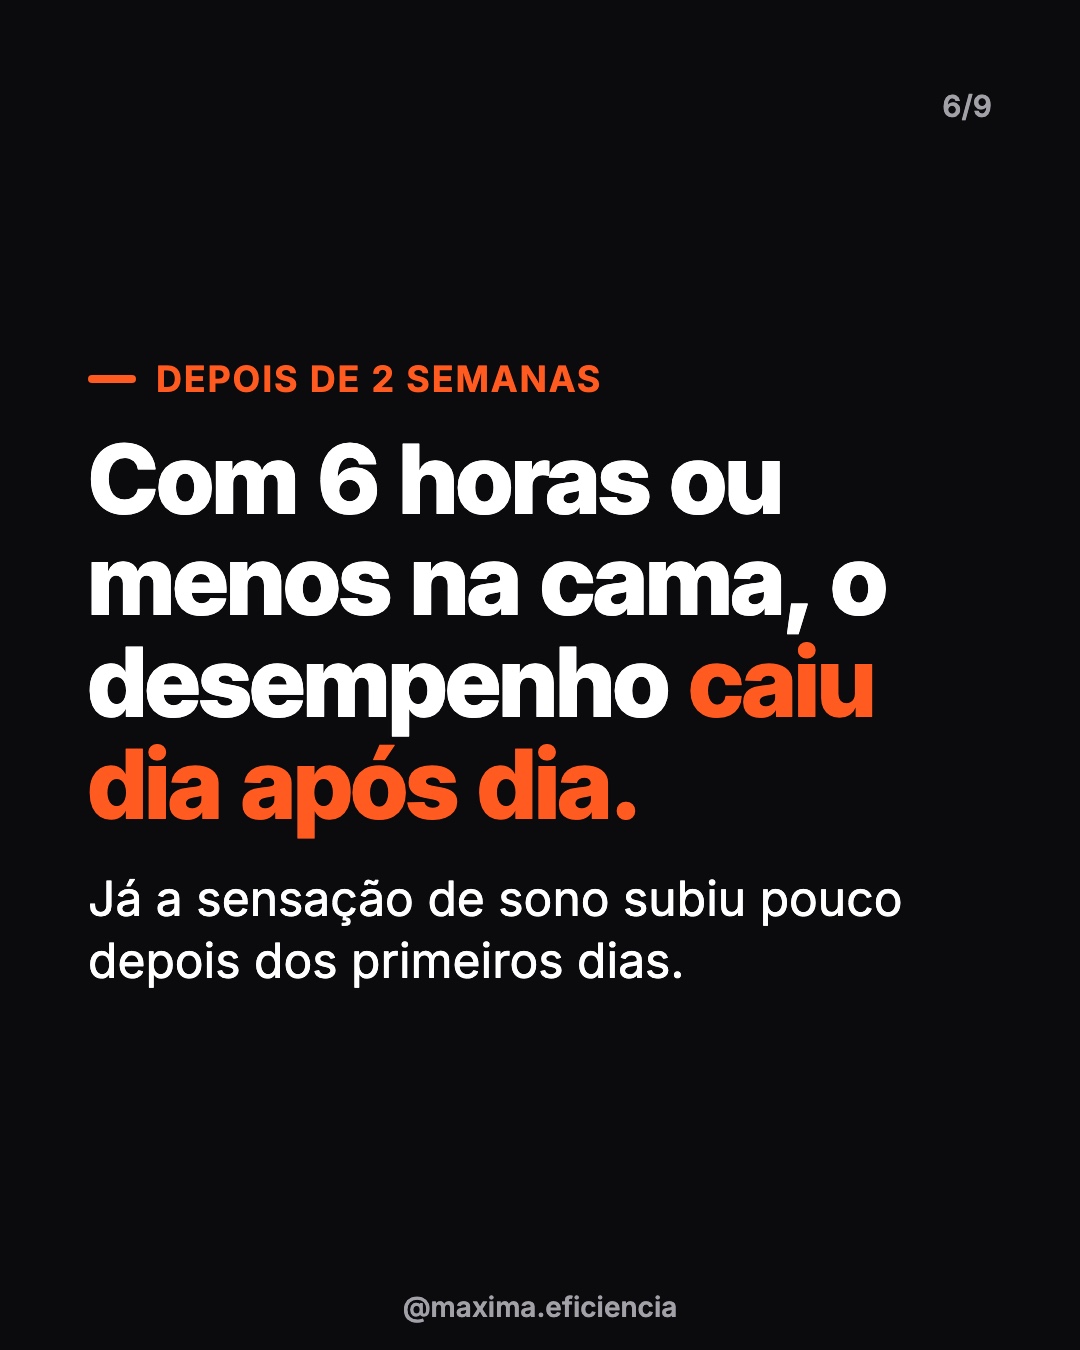 6/9
DEPOIS DE 2 SEMANAS
Com 6 horas ou
menos na cama, o
desempenho caiu
dia após dia.
Já a sensação de sono subiu pouco
depois dos primeiros dias.
@maxima.eficiencia